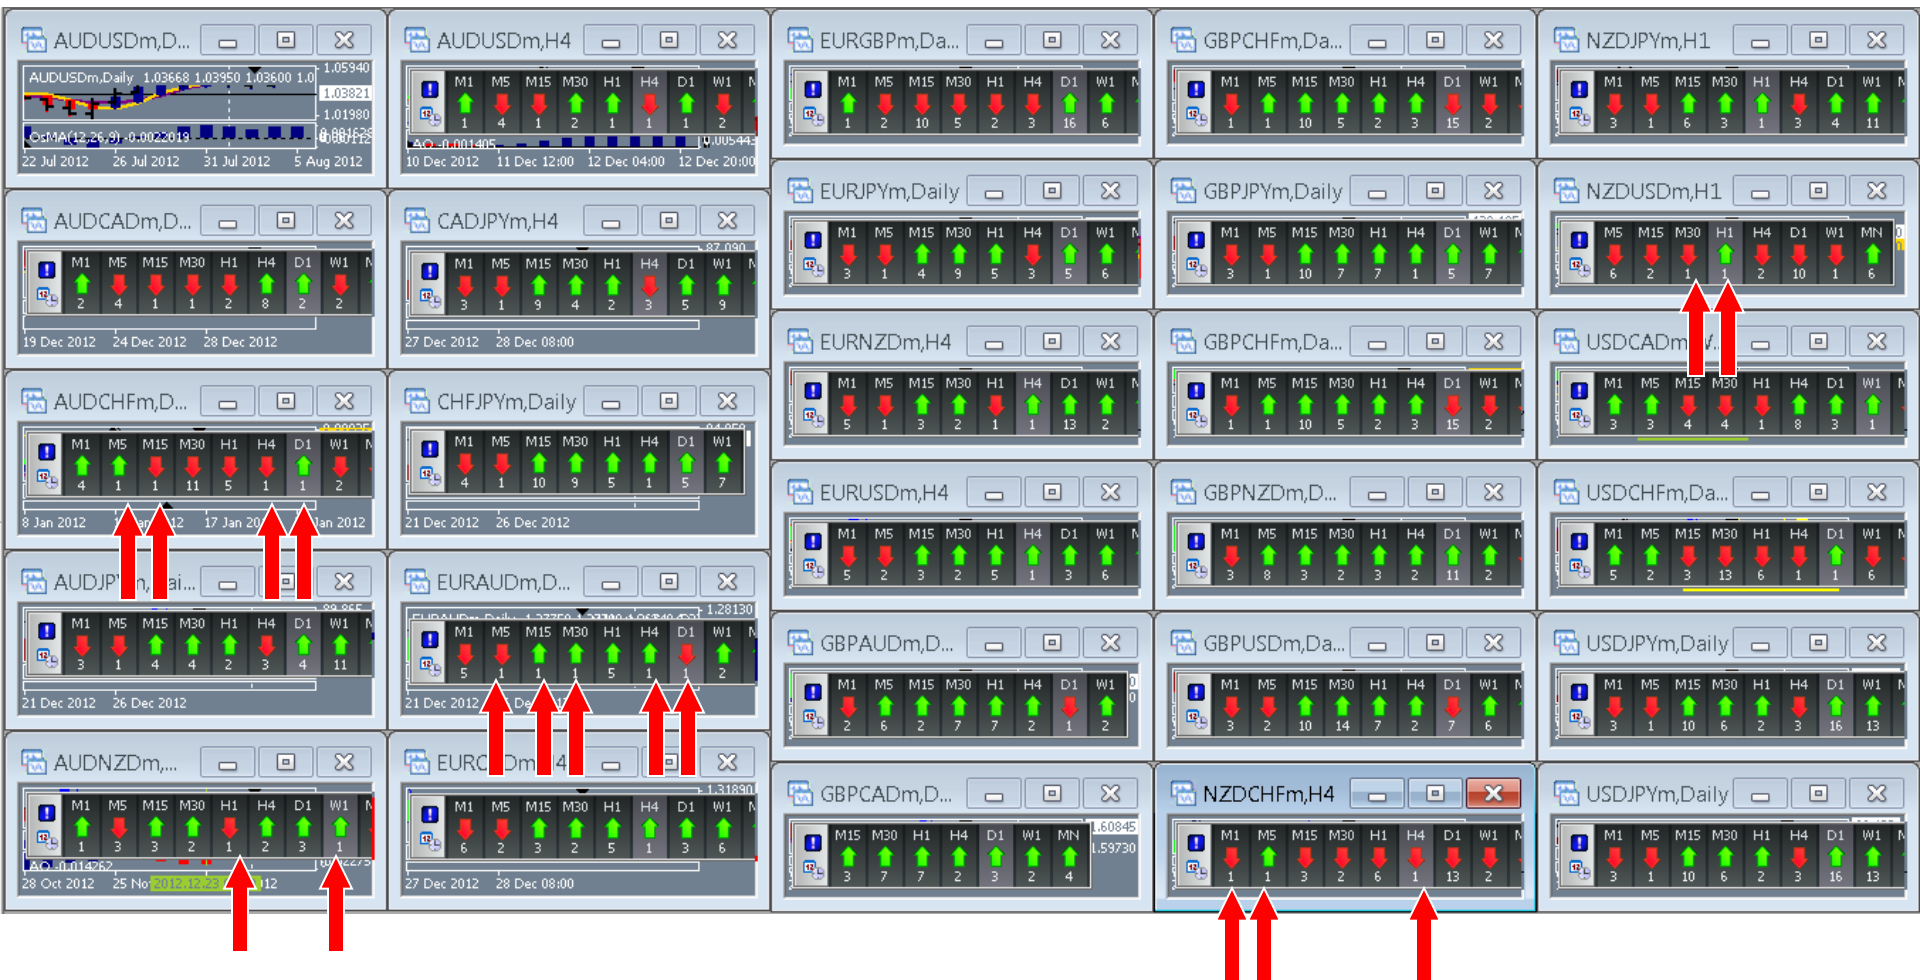 AUDUSDm,D...
AUDUSDm,Daily 1.03668 1.03950 1.03600 1.0
1.05940
1.03821
1.01980
OsMA(12,26,9) -0.0022019
22 Jul 2012 26 Jul 2012 31 Jul 2012 5 Aug 2012
AUDCADm,D...
M1 M5 M15 M30 H1 H4 D1 W1
2 4 1 1 2 8 2 2
19 Dec 2012 24 Dec 2012 28 Dec 2012
AUDCHFm,D...
M1 M5 M15 M30 H1 H4 D1 W1
4 1 1 11 5 1 1 2
8 Jan 2012 17 Jan 20 Jan 2012
M1 M5 M15 M30 H1 H4 D1 W1
3 1 4 4 2 3 4 11
21 Dec 2012 26 Dec 2012
AUDNZDm,...
M1 M5 M15 M30 H1 H4 D1 W1
1 3 3 2 1 2 3 1
AO -0.014262
28 Oct 2012 25 No 2012.12.23 12
AUDUSDm,H4
M1 M5 M15 M30 H1 H4 D1 W1
1 4 1 2 1 1 1 2
AO -0.001405
0.005443
10 Dec 2012 11 Dec 12:00 12 Dec 04:00 12 Dec 20:00
CADJPYm,H4
87.090
M1 M5 M15 M30 H1 H4 D1 W1
3 1 9 4 2 3 5 9
27 Dec 2012 28 Dec 08:00
CHFJPYm,Daily
M1 M5 M15 M30 H1 H4 D1 W1
4 1 10 9 5 1 5 7
21 Dec 2012 26 Dec 2012
EURAUDm,D...
1.28130
M1 M5 M15 M30 H1 H4 D1 W1
5 1 1 1 5 1 1 2
21 Dec 2012
1.31890
M1 M5 M15 M30 H1 H4 D1 W1
6 2 3 5 2 1 3 6
27 Dec 2012 28 Dec 08:00
EURGBPm,Da...
M1 M5 M15 M30 H1 H4 D1 W1
1 2 10 5 2 3 16 6
EURJPYm,Daily
M1 M5 M15 M30 H1 H4 D1 W1
3 1 4 9 5 3 5 6
EURNZDm,H4
M1 M5 M15 M30 H1 H4 D1 W1
5 1 3 4 1 1 13 2
EURUSDm,H4
M1 M5 M15 M30 H1 H4 D1 W1
5 2 3 2 5 1 3 6
GBPAUDm,D...
M1 M5 M15 M30 H1 H4 D1 W1
2 6 2 7 7 2 1 2
GBPCADm,D...
1.60845
1.59730
M15 M30 H1 H4 D1 W1 MN
3 7 7 2 3 2 4
GBPCHFm,Da...
M1 M5 M15 M30 H1 H4 D1 W1
1 1 10 5 2 3 15 2
GBPJPYm,Daily
M1 M5 M15 M30 H1 H4 D1 W1
3 1 10 7 7 1 5 7
GBPCHFm,Da...
M1 M5 M15 M30 H1 H4 D1 W1
1 1 10 5 2 3 15 2
GBPNZDm,D...
M1 M5 M15 M30 H1 H4 D1 W1
3 8 3 2 3 2 11 2
GBPUSDm,Da...
M1 M5 M15 M30 H1 H4 D1 W1
3 2 10 14 7 2 7 6
NZDCHFm,H4
M1 M5 M15 M30 H1 H4 D1 W1
1 1 3 2 6 1 13 2
NZDJPYm,H1
M1 M5 M15 M30 H1 H4 D1 W1
3 1 6 3 1 3 4 11
NZDUSDm,H1
M5 M15 M30 H1 H4 D1 W1 MN
6 2 1 1 2 10 1 6
USDCADm
M1 M5 M15 M30 H1 H4 D1 W1
3 3 4 4 1 8 3 1
USDCHFm,Da...
M1 M5 M15 M30 H1 H4 D1 W1
5 2 3 13 6 1 1 6
USDJPYm,Daily
M1 M5 M15 M30 H1 H4 D1 W1
3 1 10 6 2 3 16 13
USDJPYm,Daily
M1 M5 M15 M30 H1 H4 D1 W1
3 1 10 6 2 3 16 13